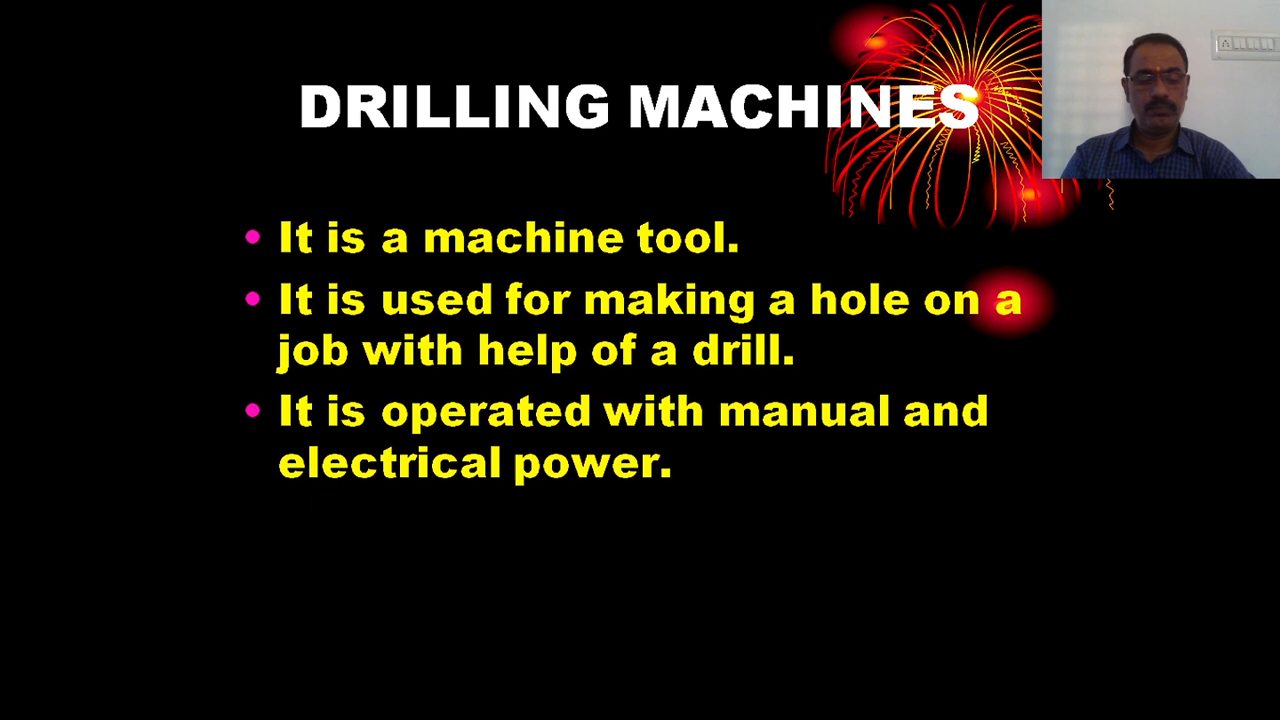 DRILLING MACHINES
• It is a machine tool.
• It is used for making a hole on a
job with help of a drill.
• It is operated with manual and
electrical power.